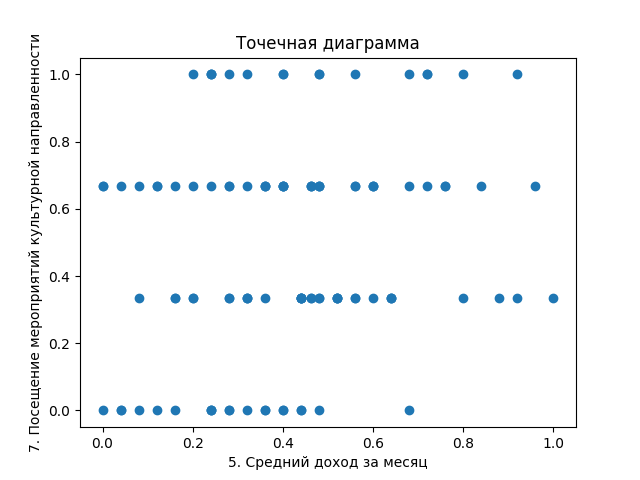 Точечная диаграмма
7. Посещение мероприятий культурной направленности
1.0
0.8
0.6
0.4
0.2
0.0
0.0 0.2 0.4 0.6 0.8 1.0
5. Средний доход за месяц